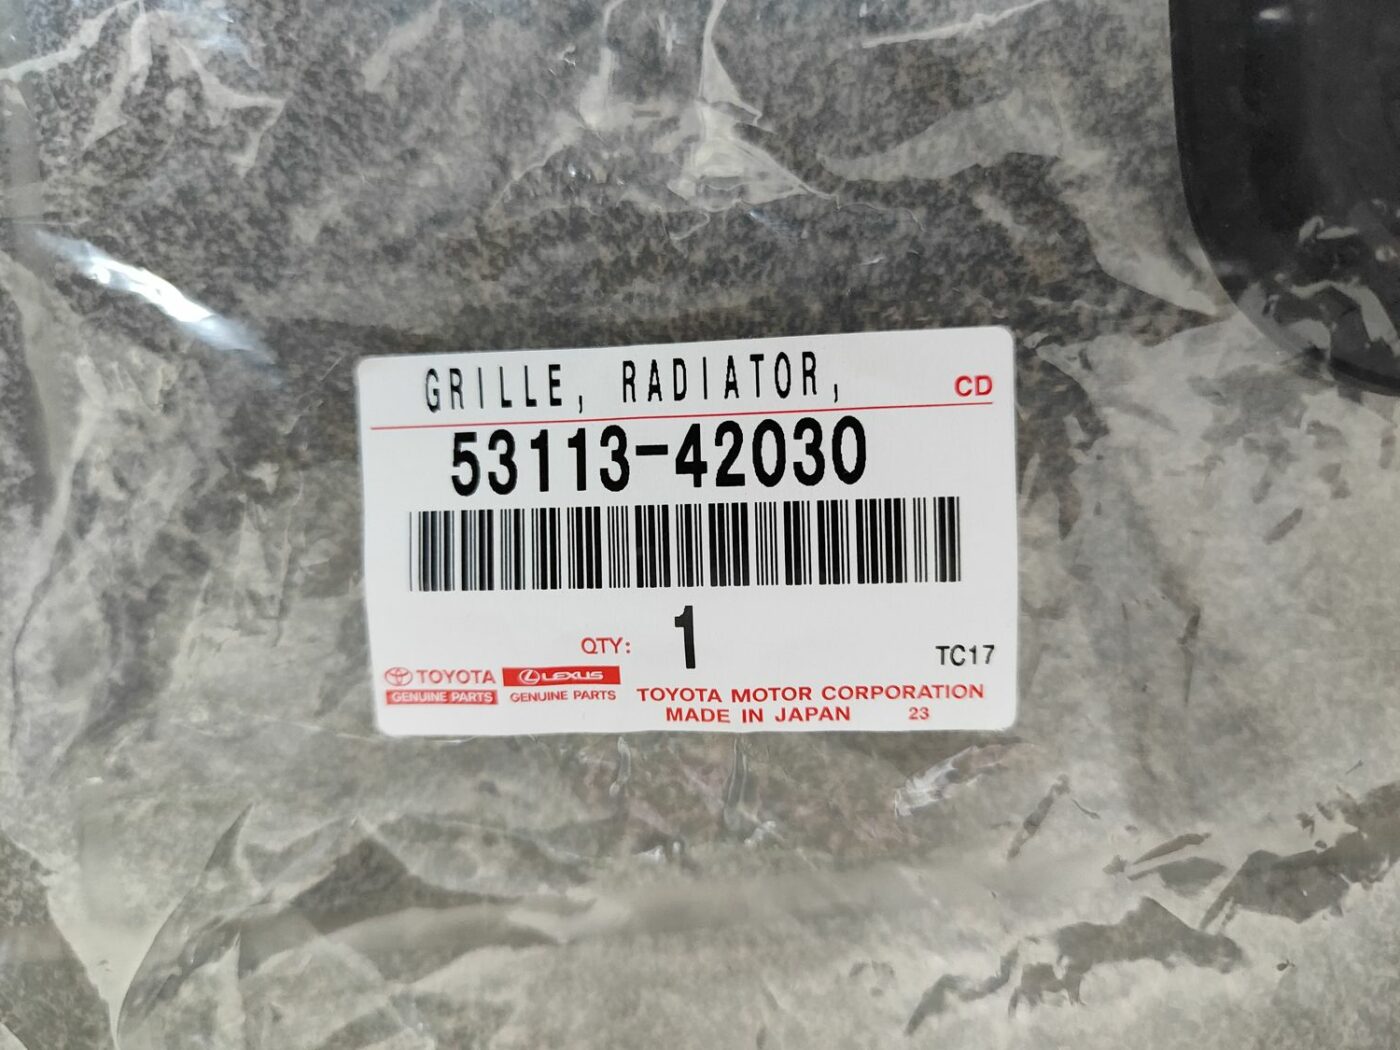 GRILLE, RADIATOR,
CD
53113-42030
QTY: 1
TC17
TOYOTA LEXUS
GENUINE PARTS GENUINE PARTS
TOYOTA MOTOR CORPORATION
MADE IN JAPAN 23